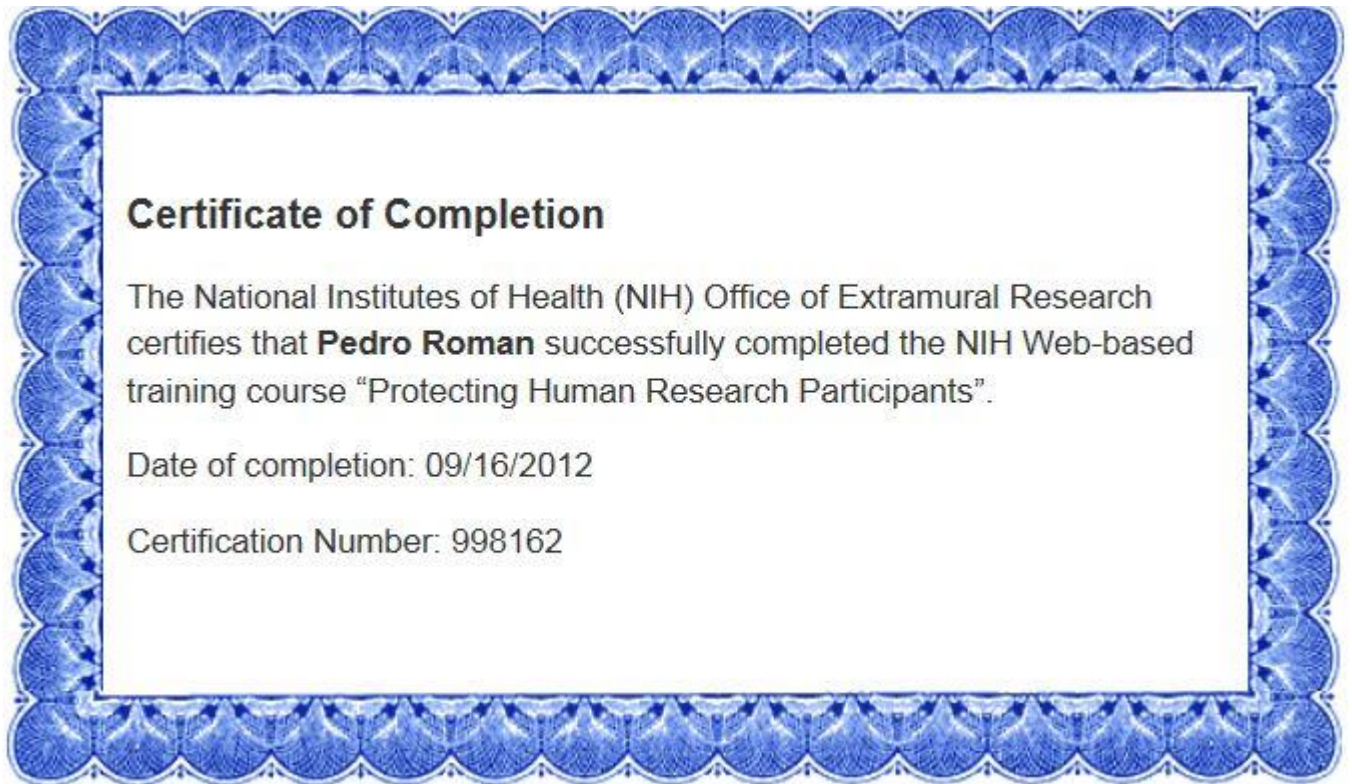 Certificate of Completion
The National Institutes of Health (NIH) Office of Extramural Research
certifies that Pedro Roman successfully completed the NIH Web-based
training course “Protecting Human Research Participants”.
Date of completion: 09/16/2012
Certification Number: 998162